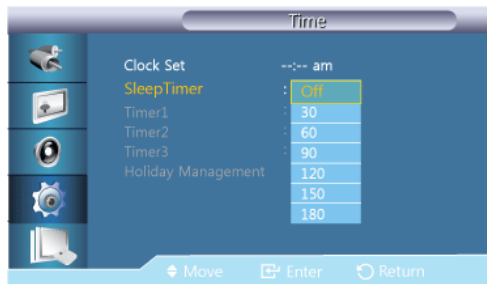 Time
Clock Set --:-- am
SleepTimer : Off
Timer1 : 30
Timer2 : 60
Timer3 : 90
Holiday Management 120
150
180
Move Enter Return